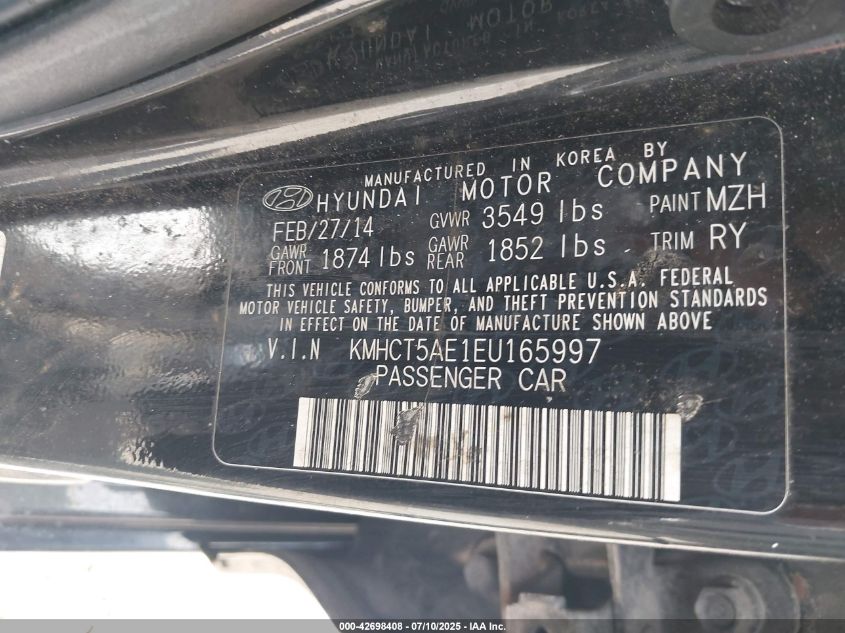 MANUFACTURED IN KOREA BY
HYUNDAI MOTOR COMPANY
FEB/27/14 GVWR 3549 lbs PAINT MZH
GAWR FRONT 1874 lbs GAWR REAR 1852 lbs TRIM RY
THIS VEHICLE CONFORMS TO ALL APPLICABLE U.S.A. FEDERAL
MOTOR VEHICLE SAFETY, BUMPER, AND THEFT PREVENTION STANDARDS
IN EFFECT ON THE DATE OF MANUFACTURE SHOWN ABOVE
V.I.N KMHCT5AE1EU165997
PASSENGER CAR
000-42698408 - 07/10/2025 - IAA Inc.